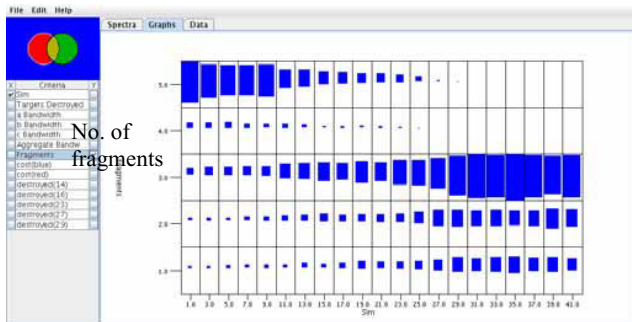 File Edit Help
Spectra Graphs Data
X Criteria Y
Sim
Targets Destroyed
a Bandwidth
b Bandwidth
c Bandwidth
Aggregate Bandw
Fragments
cost(blue)
cost(red)
destroyed(14)
destroyed(16)
destroyed(23)
destroyed(27)
destroyed(29)
No. of
fragments
Fragments
5.0
4.0
3.0
2.0
1.0
1.0 3.0 5.0 7.0 9.0 11.0 13.0 15.0 17.0 19.0 21.0 23.0 25.0 27.0 29.0 31.0 33.0 35.0 37.0 39.0 41.0
Sim